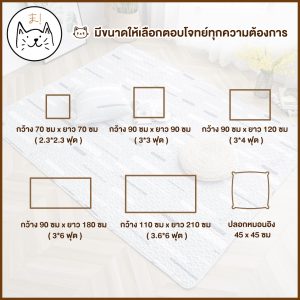 มีขนาดให้เลือกตอบโจทย์ทุกความต้องการ
กว้าง 70 ซม x ยาว 70 ซม
( 2.3*2.3 ฟุต )
กว้าง 90 ซม x ยาว 90 ซม
( 3*3 ฟุต )
กว้าง 90 ซม x ยาว 120 ซม
( 3*4 ฟุต )
กว้าง 90 ซม x ยาว 180 ซม
( 3*6 ฟุต )
กว้าง 110 ซม x ยาว 210 ซม
( 3.6*6 ฟุต )
ปลอกหมอนอิง
45 x 45 ซม